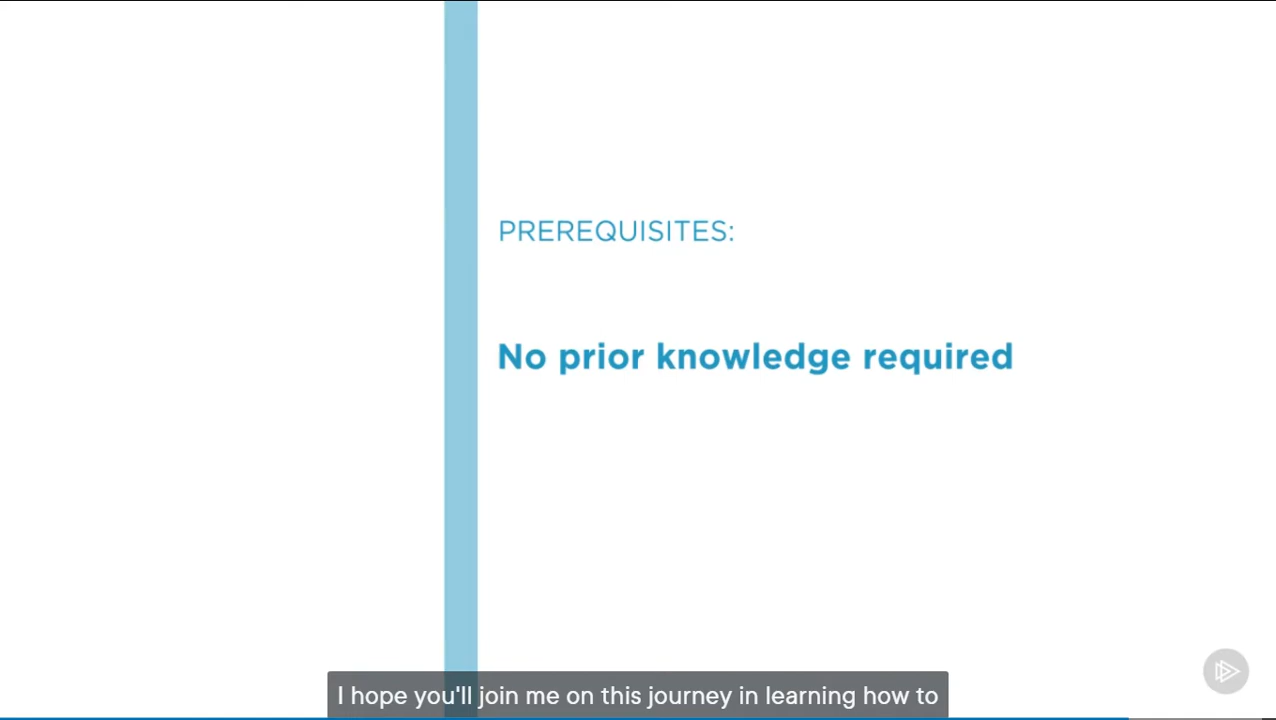 PREREQUISITES:
No prior knowledge required
I hope you'll join me on this journey in learning how to